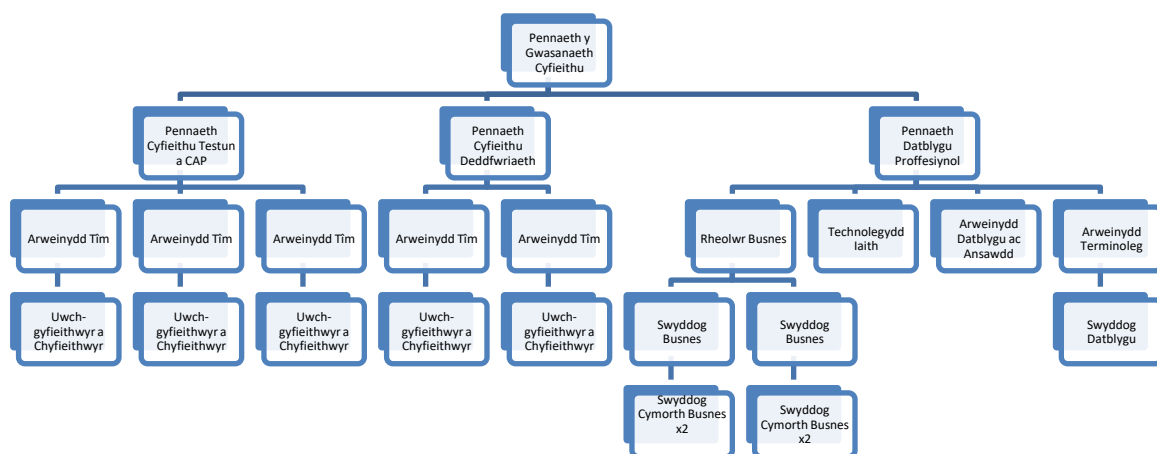 Pennaeth y
Gwasanaeth
Cyfieithu
Pennaeth
Cyfieithu Testun
a CAP
Pennaeth
Cyfieithu
Deddfwriaeth
Pennaeth
Datblygu
Proffesiynol
Arweinydd Tîm
Arweinydd Tîm
Arweinydd Tîm
Arweinydd Tîm
Arweinydd Tîm
Rheolwr Busnes
Technolegydd
Iaith
Arweinydd
Datblygu ac
Ansawdd
Arweinydd
Terminoleg
Uwch-
gyfieithwyr a
Chyfieithwyr
Uwch-
gyfieithwyr a
Chyfieithwyr
Uwch-
gyfieithwyr a
Chyfieithwyr
Uwch-
gyfieithwyr a
Chyfieithwyr
Uwch-
gyfieithwyr a
Chyfieithwyr
Swyddog
Busnes
Swyddog
Busnes
Swyddog
Datblygu
Swyddog
Cymorth Busnes
x2
Swyddog
Cymorth Busnes
x2